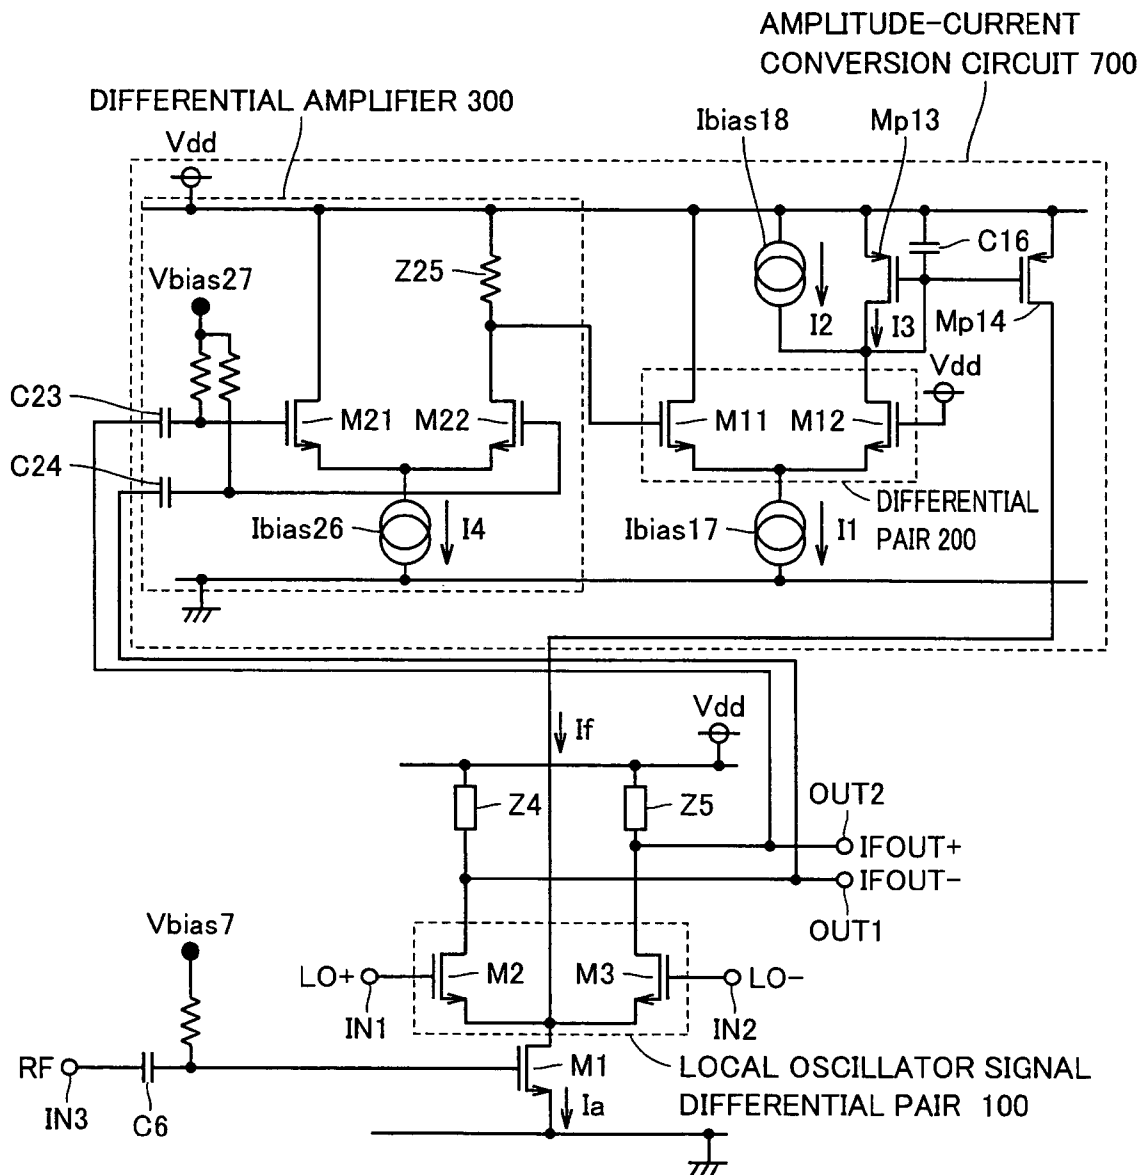 AMPLITUDE-CURRENT
CONVERSION CIRCUIT 700
DIFFERENTIAL AMPLIFIER 300
Ibias18
Mp13
Vdd
C16
Z25
Vbias27
I2
I3
Mp14
Vdd
C23
M21
M22
M11
M12
C24
DIFFERENTIAL
PAIR 200
Ibias26
I4
Ibias17
I1
If
Vdd
Z4
Z5
OUT2
IFOUT+
IFOUT-
OUT1
Vbias7
LO+
M2
M3
LO-
IN1
IN2
RF
M1
LOCAL OSCILLATOR SIGNAL
DIFFERENTIAL PAIR 100
IN3
C6
Ia